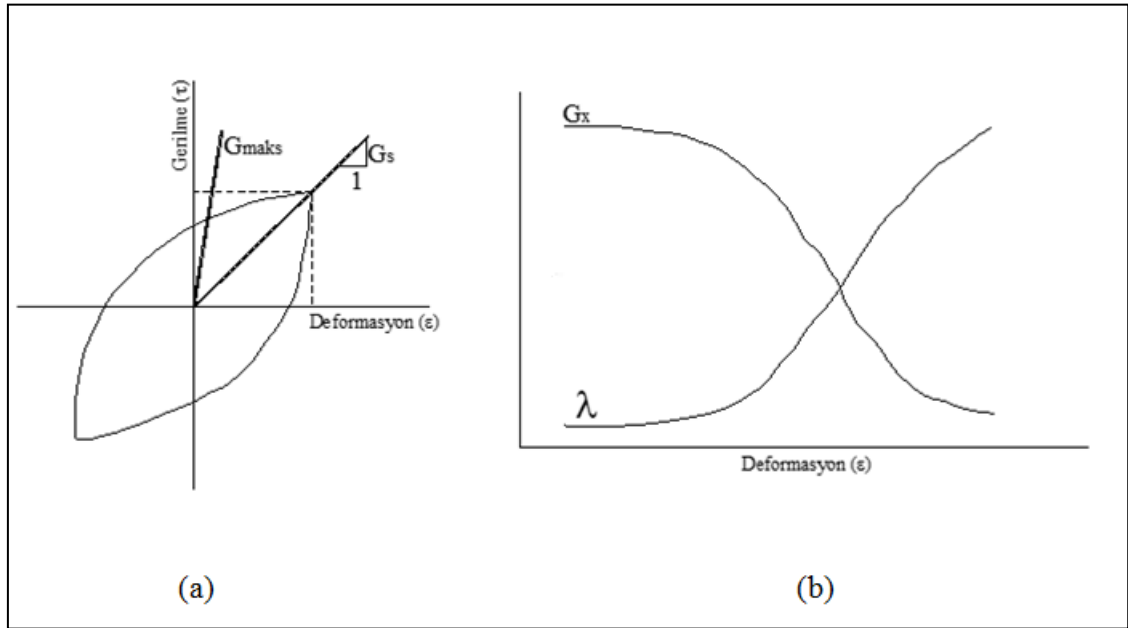 Gerilme (τ)
Gmaks
Gs
1
Deformasyon (ε)
(a)
Gx
λ
Deformasyon (ε)
(b)